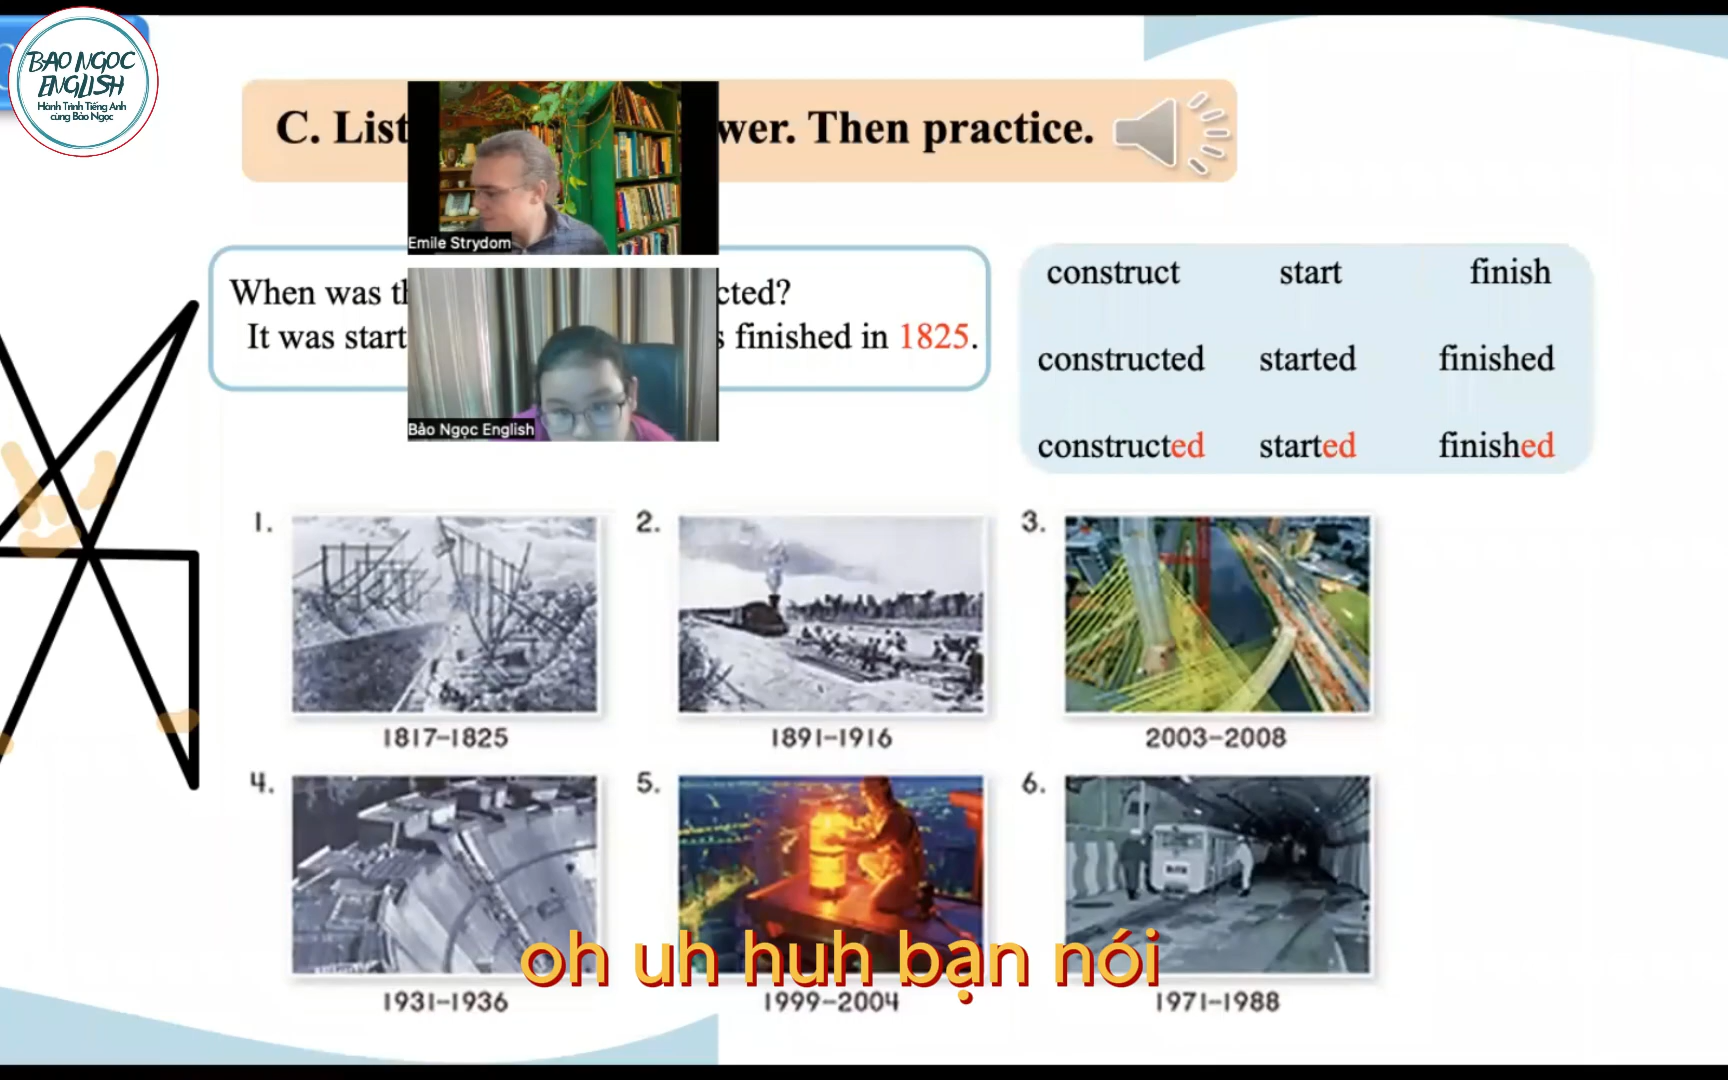 BAO NGOC
ENGLISH
Hành Trình Tiếng Anh
cùng Bảo Ngọc
C. List wer. Then practice.
Emile Strydom
When was th cted?
It was start s finished in 1825.
Bảo Ngọc English
construct start finish
constructed started finished
constructed started finished
1. 2. 3.
1817-1825 1891-1916 2003-2008
4. 5. 6.
oh uh huh bạn nói
1931-1936 1999-2004 1971-1988